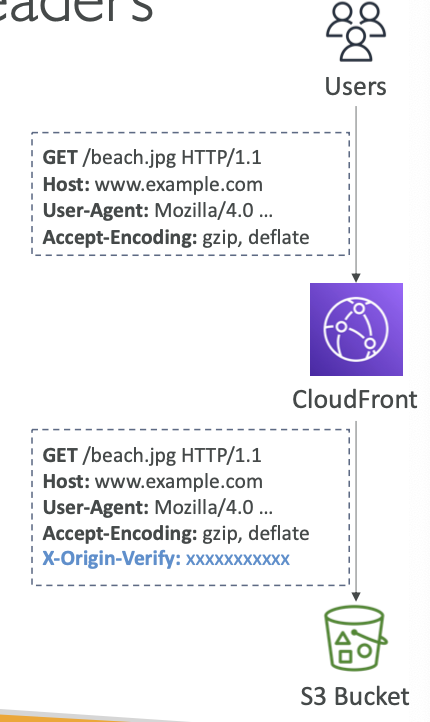 Users
GET /beach.jpg HTTP/1.1
Host: www.example.com
User-Agent: Mozilla/4.0 ...
Accept-Encoding: gzip, deflate
CloudFront
GET /beach.jpg HTTP/1.1
Host: www.example.com
User-Agent: Mozilla/4.0 ...
Accept-Encoding: gzip, deflate
X-Origin-Verify: xxxxxxxxxxx
S3 Bucket